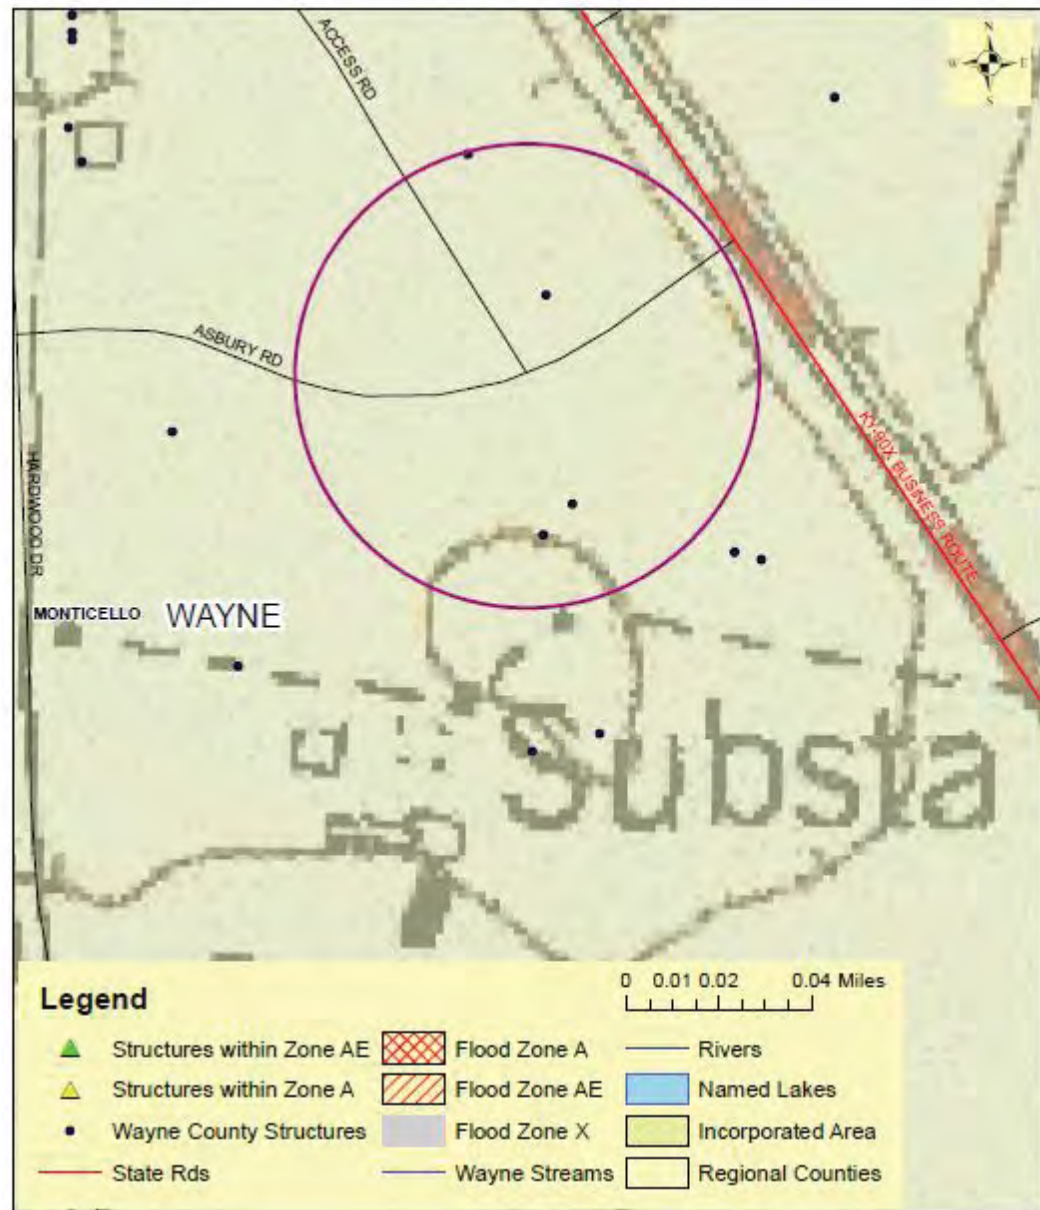 N
W E
S
ACCESS RD
ASBURY RD
HARDWOOD DR
KY-90X BUSINESS ROUTE
MONTICELLO WAYNE
Substa
Legend
0 0.01 0.02 0.04 Miles
Structures within Zone AE
Flood Zone A
Rivers
Structures within Zone A
Flood Zone AE
Named Lakes
Wayne County Structures
Flood Zone X
Incorporated Area
State Rds
Wayne Streams
Regional Counties